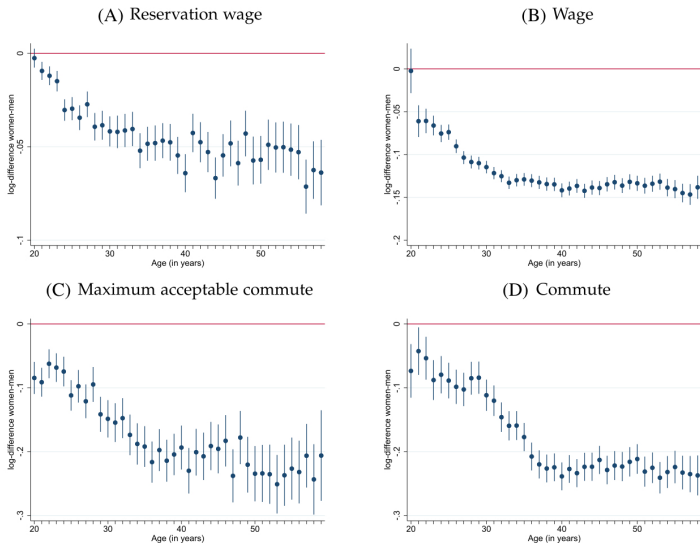 (A) Reservation wage
0
-.05
-.1
log-difference women-men
20
30
40
50
Age (in years)
(B) Wage
0
-.05
-.1
-.15
-.2
log-difference women-men
20
30
40
50
Age (in years)
(C) Maximum acceptable commute
0
-.1
-.2
-.3
log-difference women-men
20
30
40
50
Age (in years)
(D) Commute
0
-.1
-.2
-.3
log-difference women-men
20
30
40
50
Age (in years)